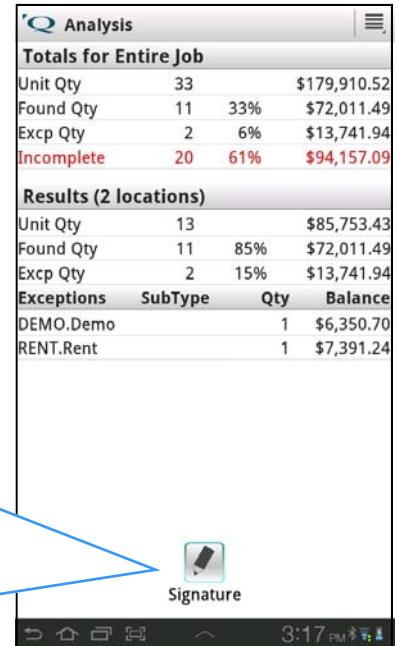 Analysis
Totals for Entire Job
Unit Qty 33 $179,910.52
Found Qty 11 33% $72,011.49
Excp Qty 2 6% $13,741.94
Incomplete 20 61% $94,157.09
Results (2 locations)
Unit Qty 13 $85,753.43
Found Qty 11 85% $72,011.49
Excp Qty 2 15% $13,741.94
Exceptions SubType Qty Balance
DEMO.Demo 1 $6,350.70
RENT.Rent 1 $7,391.24
Signature
3:17 PM